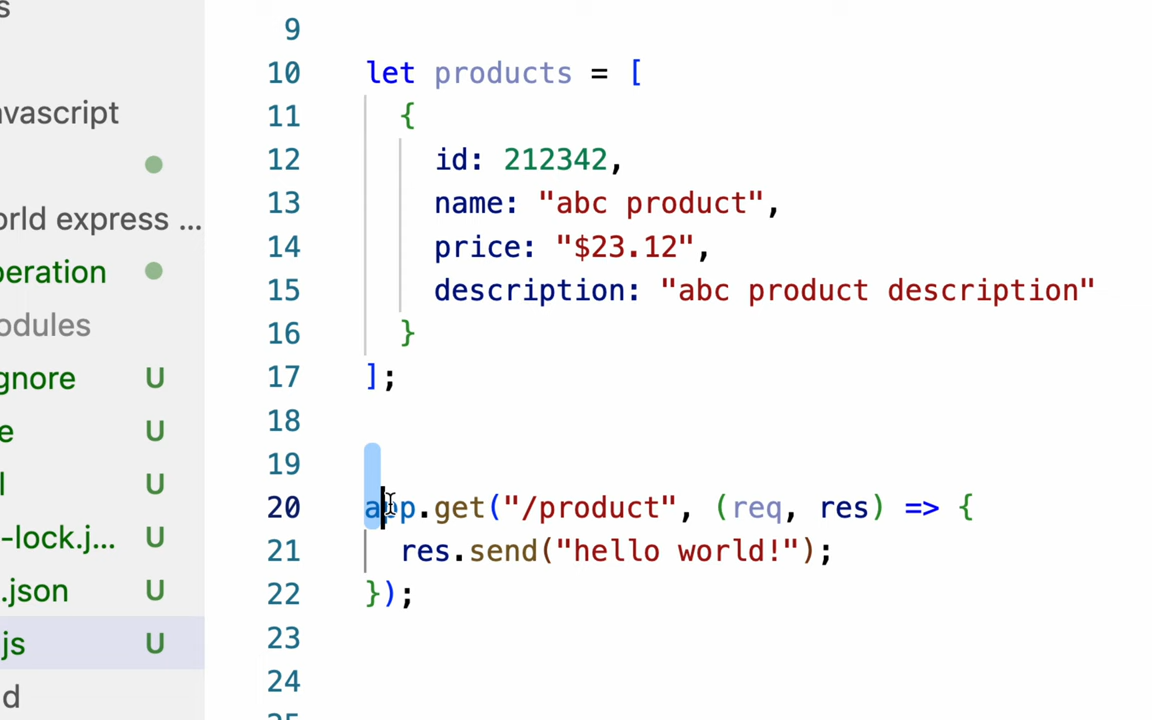 s
avascript
orld express ...
peration
odules
gnore U
e U
l U
-lock.j... U
.json U
js U
d
9
10 let products = [
11 {
12 id: 212342,
13 name: "abc product",
14 price: "$23.12",
15 description: "abc product description"
16 }
17 ];
18
19
20 app.get("/product", (req, res) => {
21 res.send("hello world!");
22 });
23
24